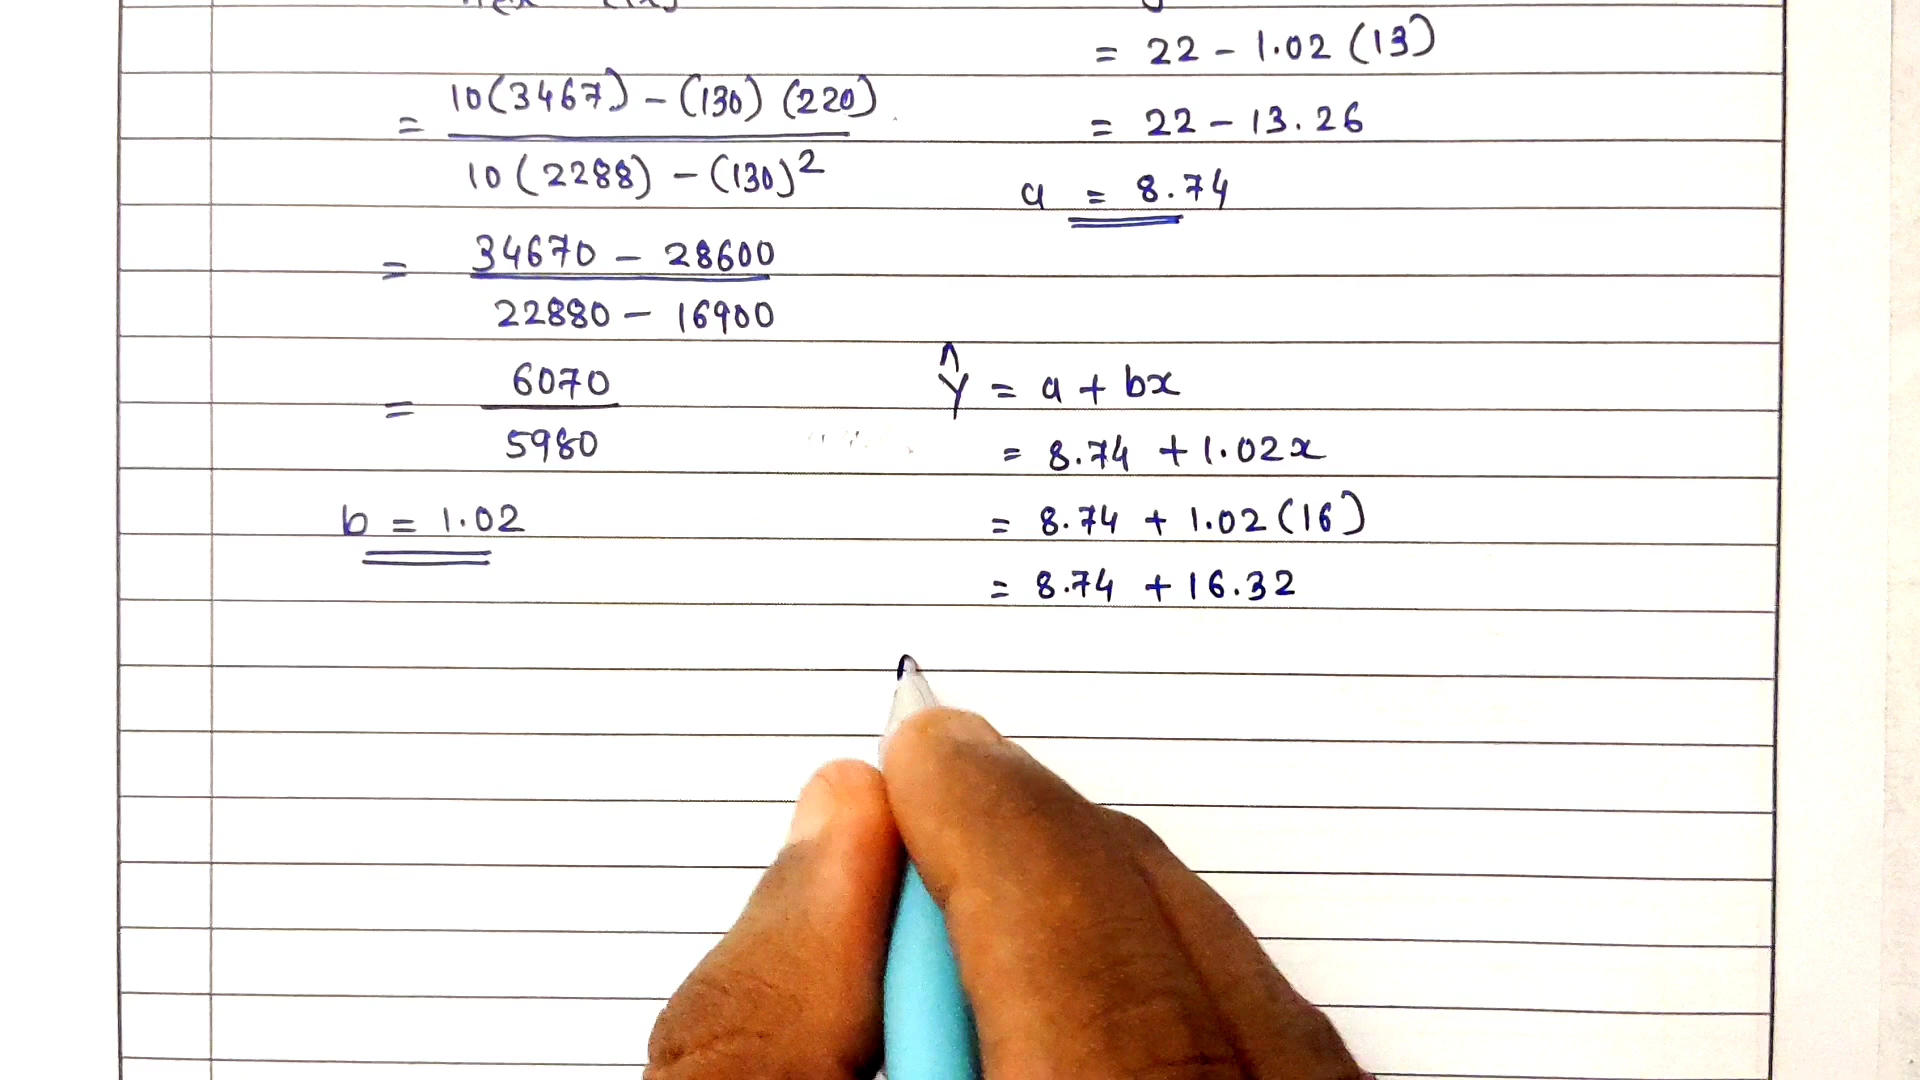 = 10(3467) - (130) (220)
10 (2288) - (130)2
= 34670 - 28600
22880 - 16900
= 6070
5980
b = 1.02
= 22 - 1.02 (13)
= 22 - 13.26
a = 8.74
Ŷ = a + bx
= 8.74 + 1.02x
= 8.74 + 1.02 (16)
= 8.74 + 16.32